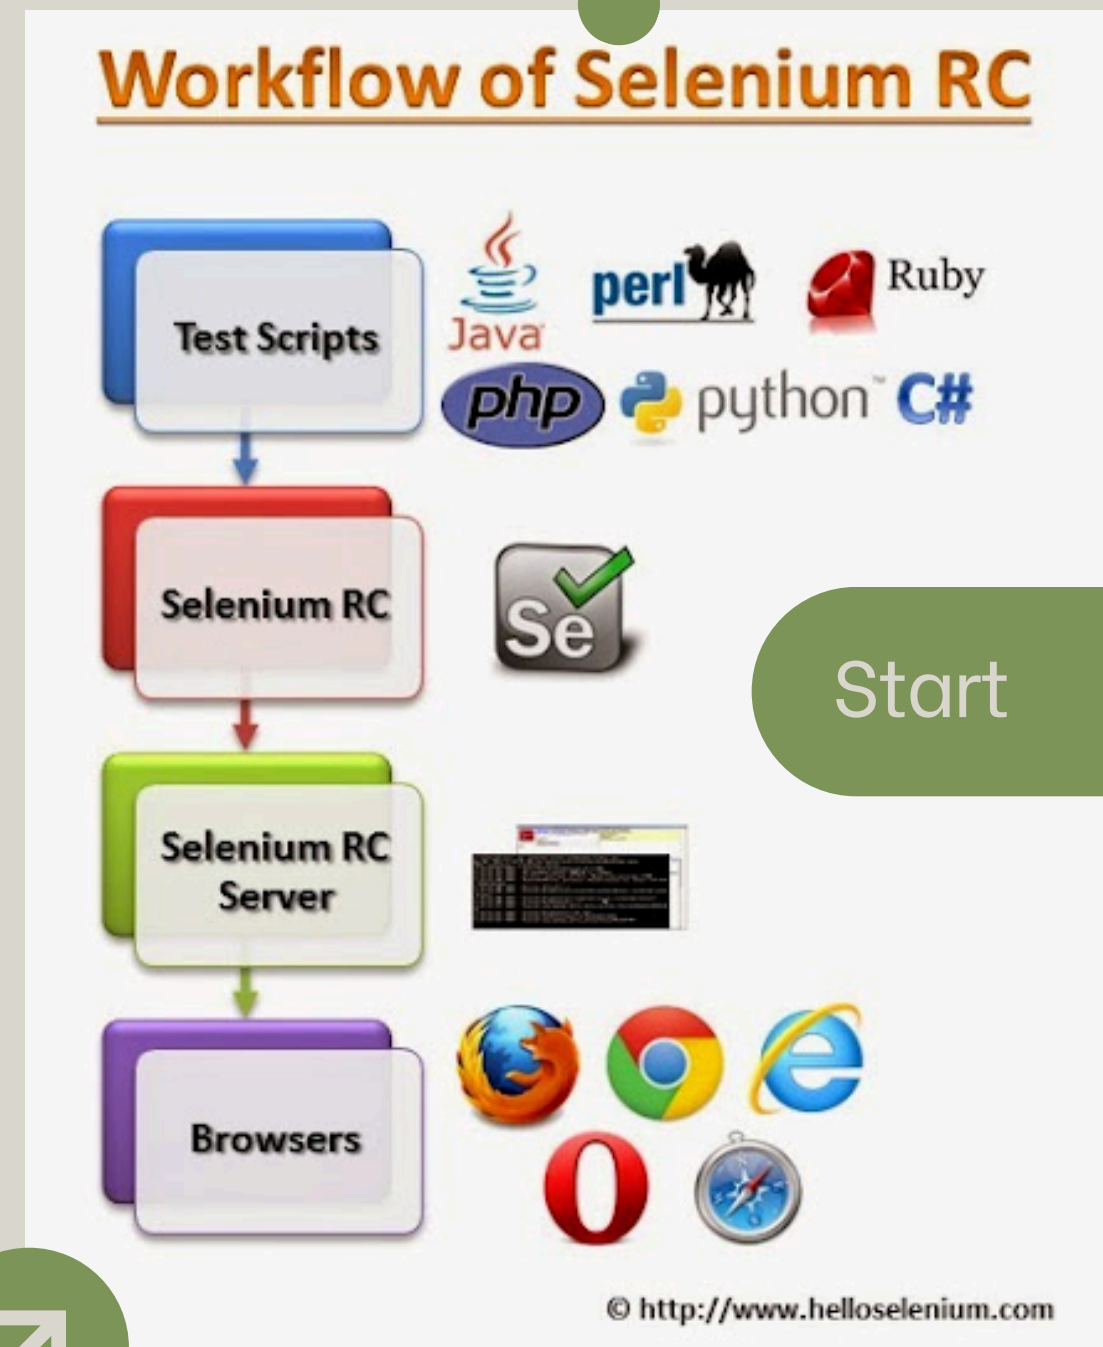 Workflow of Selenium RC
Test Scripts
Java
perl
Ruby
php
python™
C#
Selenium RC
Se
Start
Selenium RC
Server
Browsers
© http://www.helloselenium.com